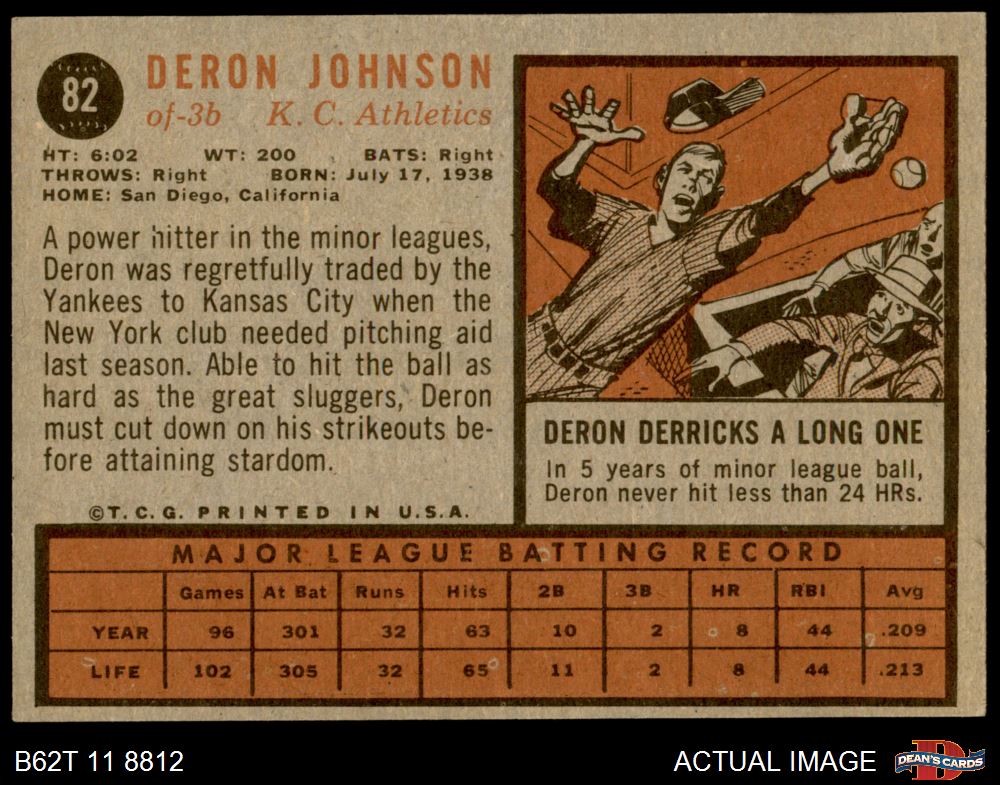 82
DERON JOHNSON
of-3b K. C. Athletics
HT: 6:02 WT: 200 BATS: Right
THROWS: Right BORN: July 17, 1938
HOME: San Diego, California
A power hitter in the minor leagues,
Deron was regretfully traded by the
Yankees to Kansas City when the
New York club needed pitching aid
last season. Able to hit the ball as
hard as the great sluggers, Deron
must cut down on his strikeouts be-
fore attaining stardom.
©T.C.G. PRINTED IN U.S.A.
DERON DERRICKS A LONG ONE
In 5 years of minor league ball,
Deron never hit less than 24 HRs.
MAJOR LEAGUE BATTING RECORD
Games At Bat Runs Hits 2B 3B HR RBI Avg
YEAR 96 301 32 63 10 2 8 44 .209
LIFE 102 305 32 65 11 2 8 44 .213
B62T 11 8812 ACTUAL IMAGE
D
DEAN'S CARDS